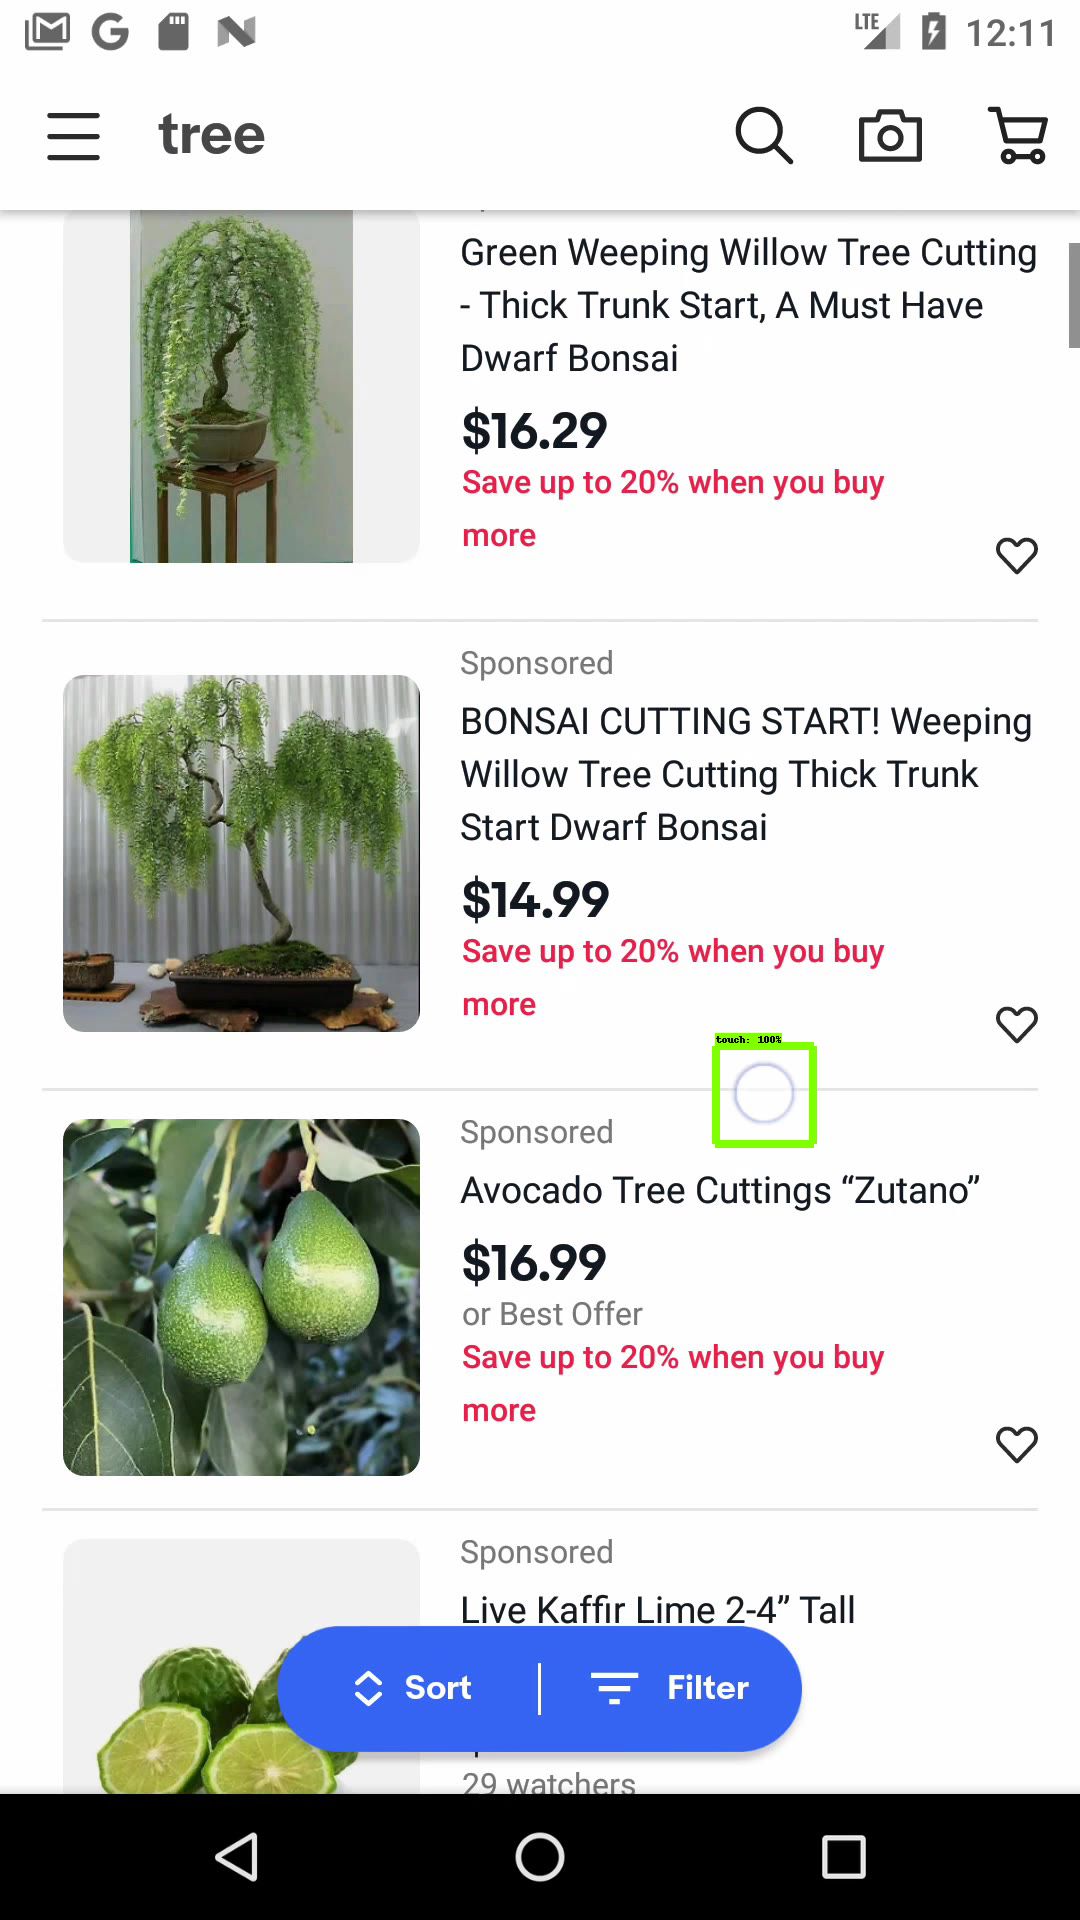 LTE 12:11
tree
Green Weeping Willow Tree Cutting
- Thick Trunk Start, A Must Have
Dwarf Bonsai
$16.29
Save up to 20% when you buy
more
Sponsored
BONSAI CUTTING START! Weeping
Willow Tree Cutting Thick Trunk
Start Dwarf Bonsai
$14.99
Save up to 20% when you buy
more
touch: 100%
Sponsored
Avocado Tree Cuttings “Zutano”
$16.99
or Best Offer
Save up to 20% when you buy
more
Sponsored
Live Kaffir Lime 2-4” Tall
Sort
Filter
29 watchers